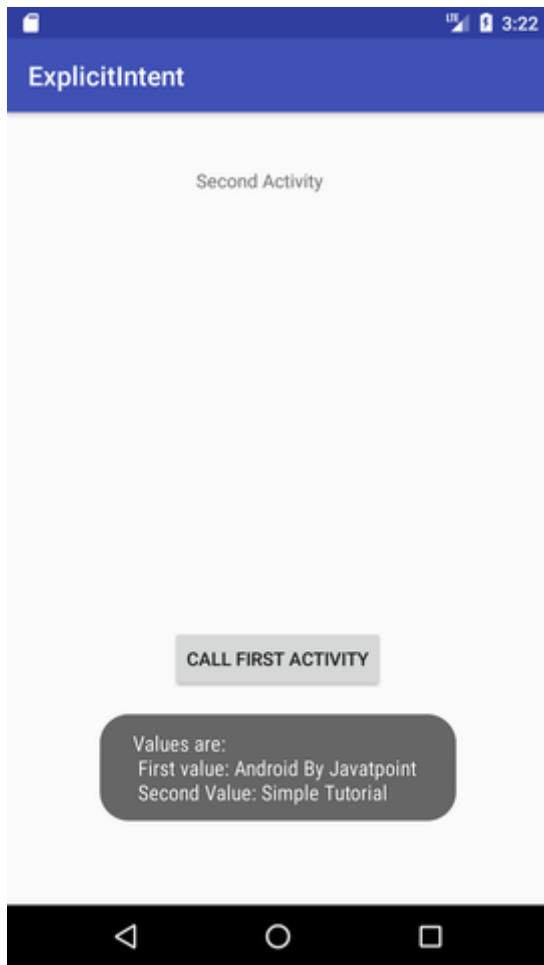 LTE 3:22
ExplicitIntent
Second Activity
CALL FIRST ACTIVITY
Values are:
First value: Android By Javatpoint
Second Value: Simple Tutorial